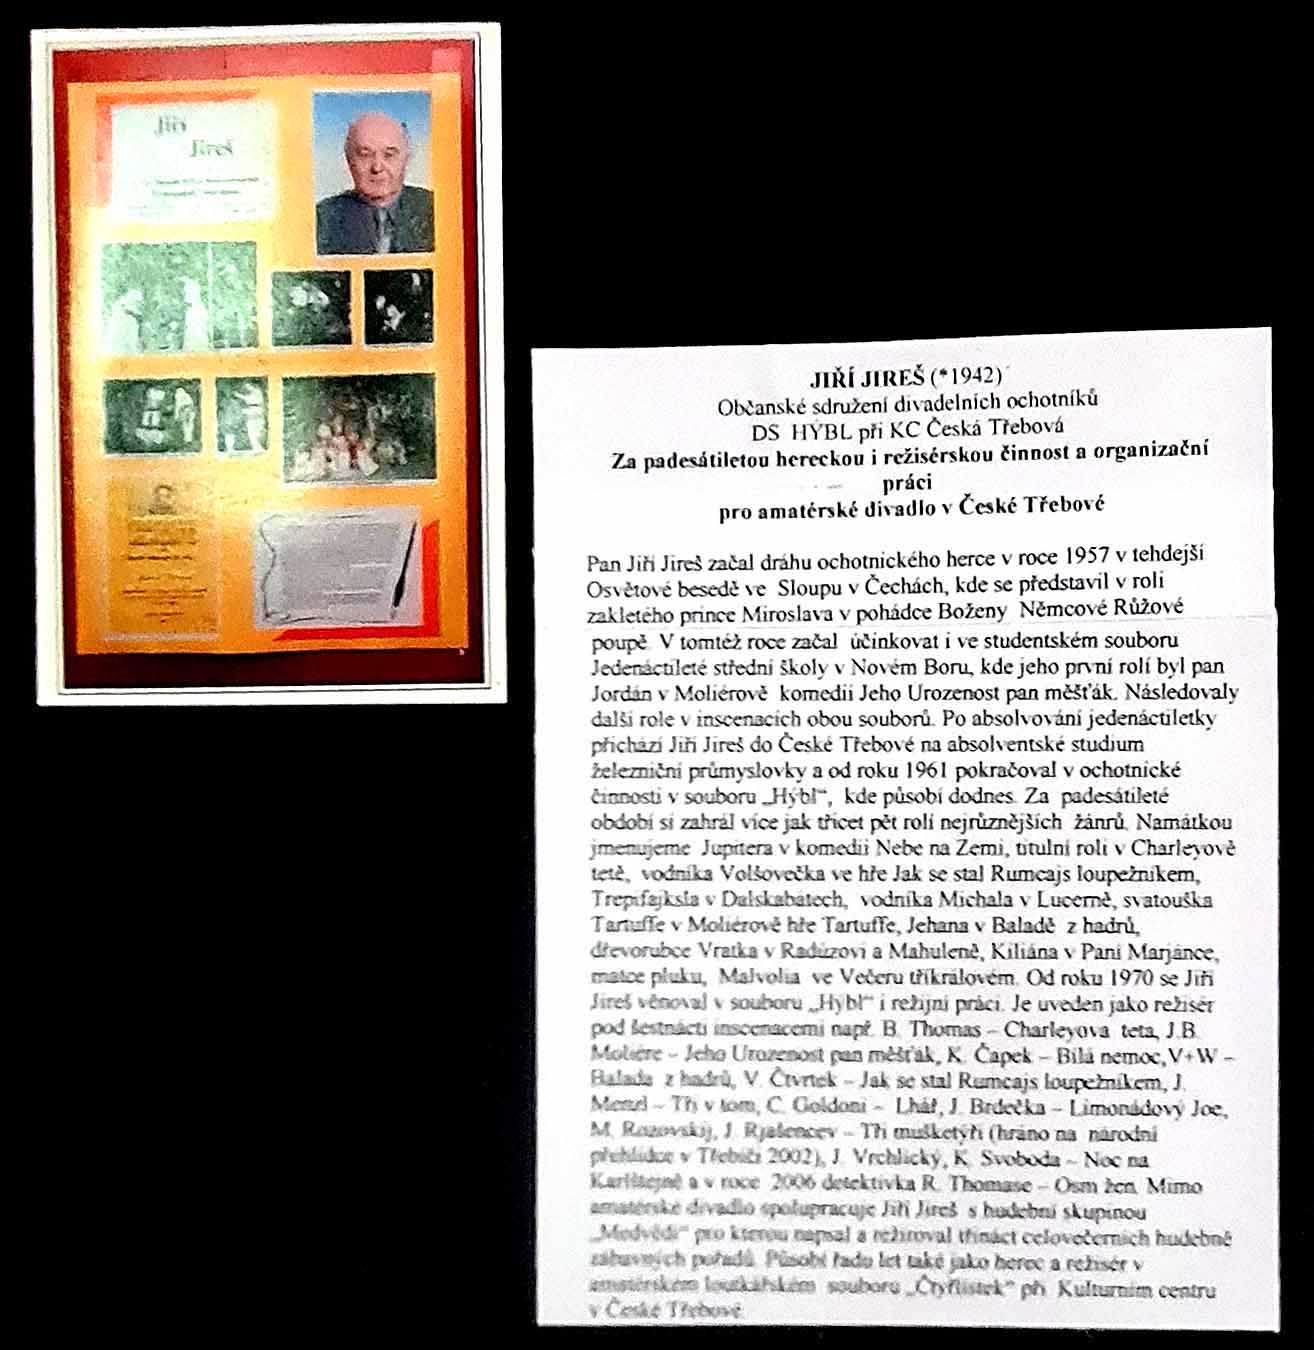 Jiří
Jireš
JIŘÍ JIREŠ (*1942)
Občanské sdružení divadelních ochotníků
DS HÝBL při KC Česká Třebová
Za padesátiletou hereckou i režisérskou činnost a organizační
práci
pro amatérské divadlo v České Třebové
Pan Jiří Jireš začal dráhu ochotnického herce v roce 1957 v tehdejší
Osvětové besedě ve Sloupu v Čechách, kde se představil v roli
zakletého prince Miroslava v pohádce Boženy Němcové Růžové
poupě. V tomtéž roce začal účinkovat i ve studentském souboru
Jedenáctileté střední školy v Novém Boru, kde jeho první rolí byl pan
Jordán v Moliérově komedii Jeho Urozenost pan měšťák. Následovaly
další role v inscenacích obou souborů. Po absolvování jedenáctiletky
přichází Jiří Jireš do České Třebové na absolventské studium
železniční průmyslovky a od roku 1961 pokračoval v ochotnické
činnosti v souboru „Hýbl“, kde působí dodnes. Za padesátileté
období si zahrál více jak třicet pět rolí nejrůznějších žánrů. Namátkou
jmenujeme Jupitera v komedii Nebe na Zemi, titulní roli v Charleyově
tetě, vodníka Volšovečka ve hře Jak se stal Rumcajs loupežníkem,
Trepifajksla v Dalskabátech, vodníka Michala v Lucerně, svatouška
Tartuffe v Moliérově hře Tartuffe, Jehana v Baladě z hadrů,
dřevorubce Vratka v Radúzovi a Mahuleně, Kiliána v Paní Marjánce,
matce pluku, Malvolia ve Večeru tříkrálovém. Od roku 1970 se Jiří
Jireš věnoval v souboru „Hýbl“ i režijní práci. Je uveden jako režisér
pod šestnácti inscenacemi např. B. Thomas – Charleyova teta, J.B.
Moliére – Jeho Urozenost pan měšťák, K. Čapek – Bílá nemoc, V+W –
Balada z hadrů, V. Čtvrtek – Jak se stal Rumcajs loupežníkem, J.
Menzl – Tři v tom, C. Goldoni – Lhář, J. Brdečka – Limonádový Joe,
M. Rozovskij, J. Rjašencev – Tři mušketýři (hráno na národní
přehlídce v Třebíči 2002), J. Vrchlický, K. Svoboda – Noc na
Karlštejně a v roce 2006 detektivka R. Thomase – Osm žen. Mimo
amatérské divadlo spolupracuje Jiří Jireš s hudební skupinou
„Medvědi“ pro kterou napsal a režíroval třináct celovečerních hudebně
zábavných pořadů. Působí řadu let také jako herec a režisér v
amatérském loutkářském souboru „Čtyřlístek“ při Kulturním centru
v České Třebové.